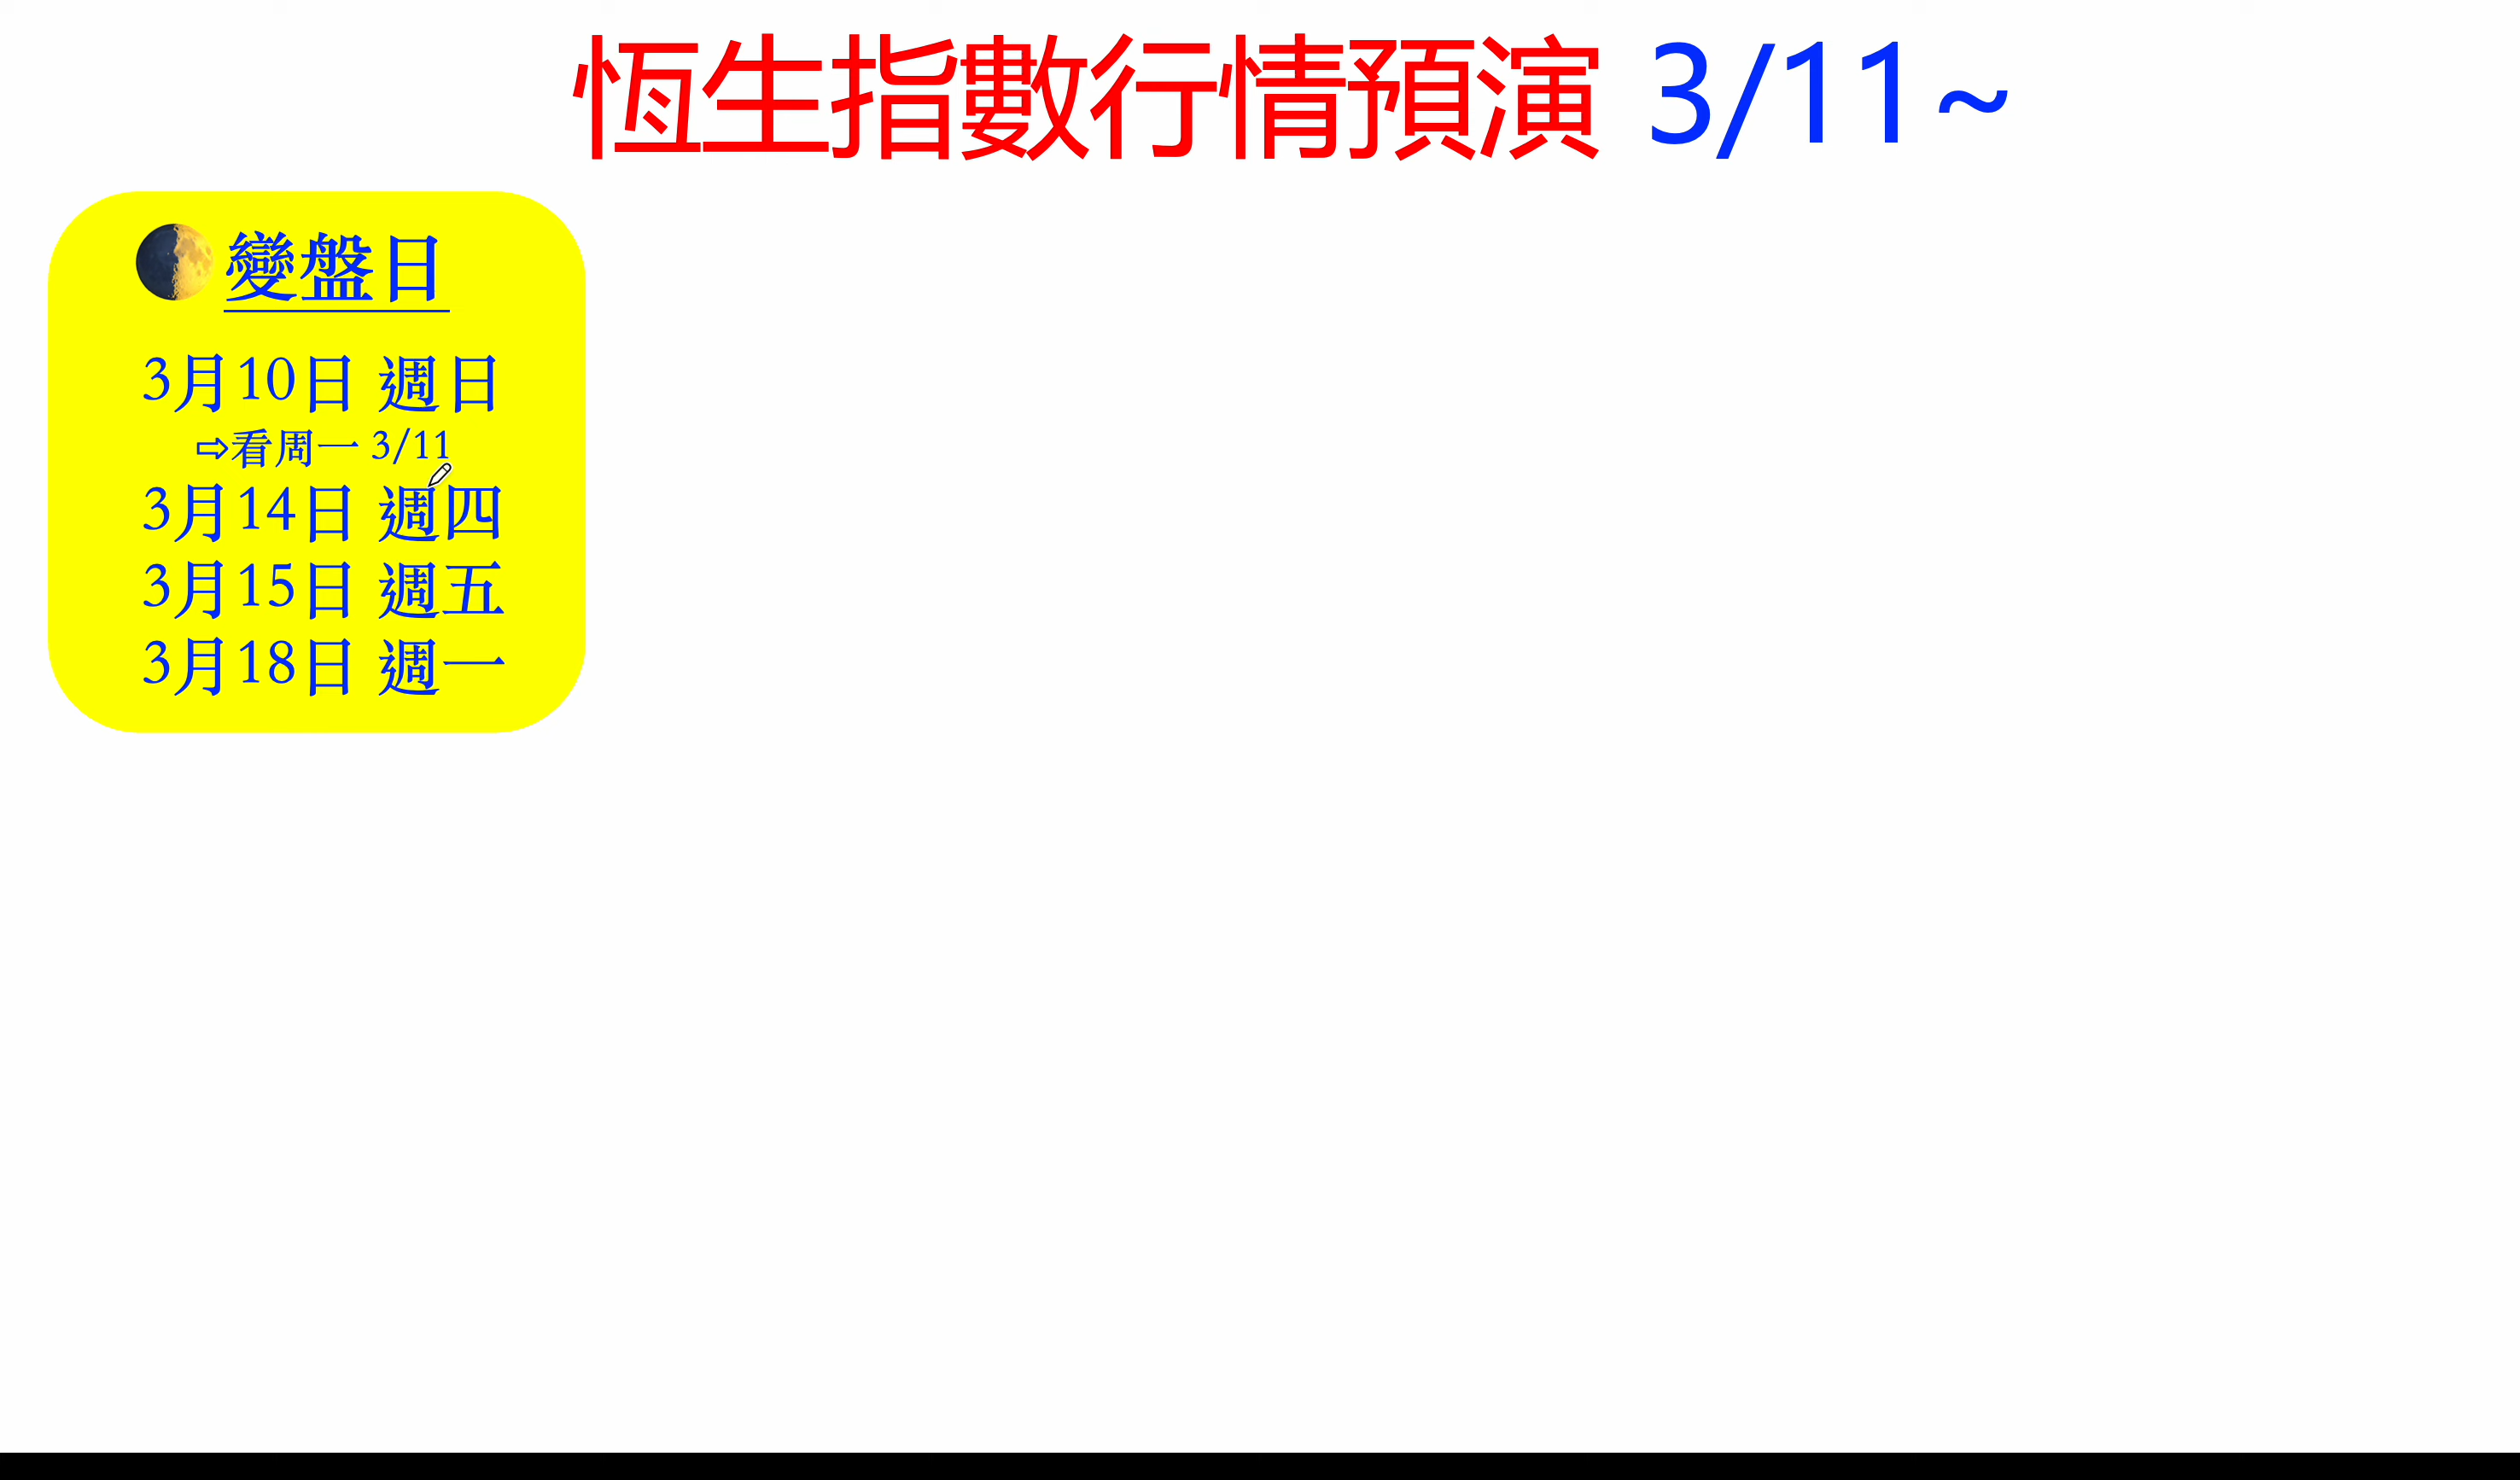 恆生指數行情預演 3/11~
變盤日
3月10日 週日
⇨看周一 3/11
3月14日 週四
3月15日 週五
3月18日 週一